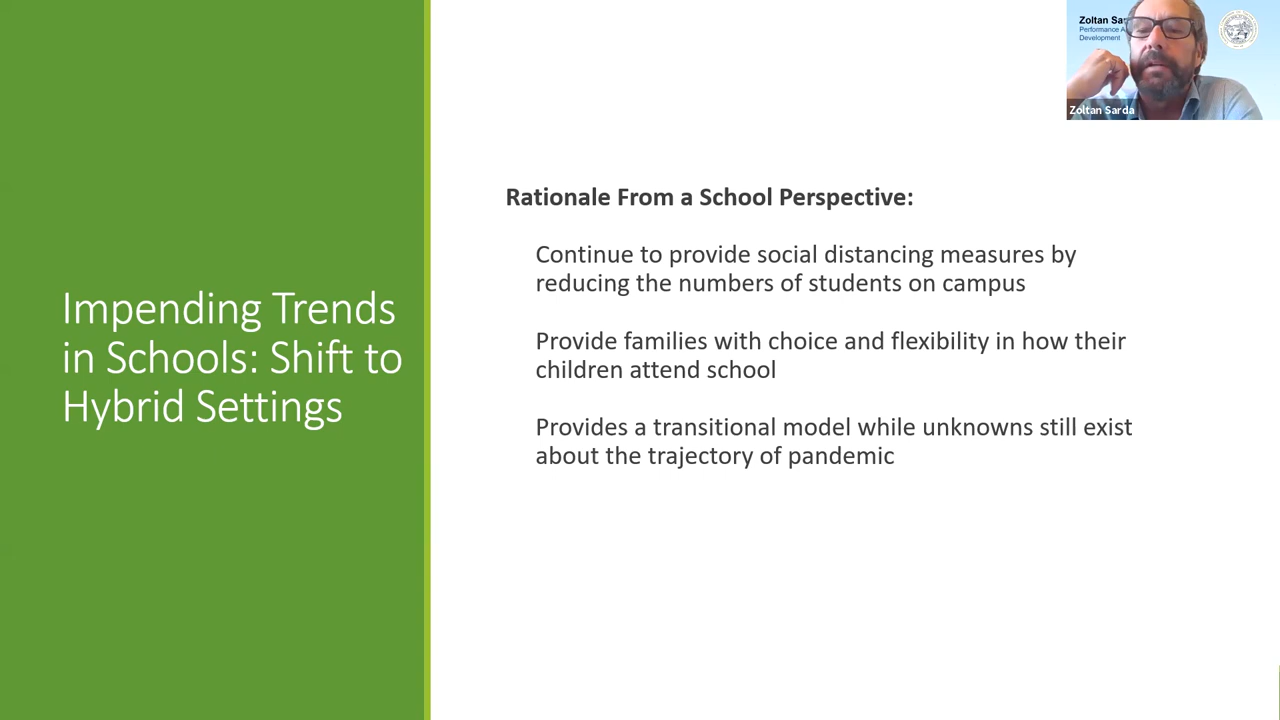 Impending Trends
in Schools: Shift to
Hybrid Settings
Rationale From a School Perspective:
Continue to provide social distancing measures by
reducing the numbers of students on campus
Provide families with choice and flexibility in how their
children attend school
Provides a transitional model while unknowns still exist
about the trajectory of pandemic
Zoltan Sa
Performance A
Development
Zoltan Sarda